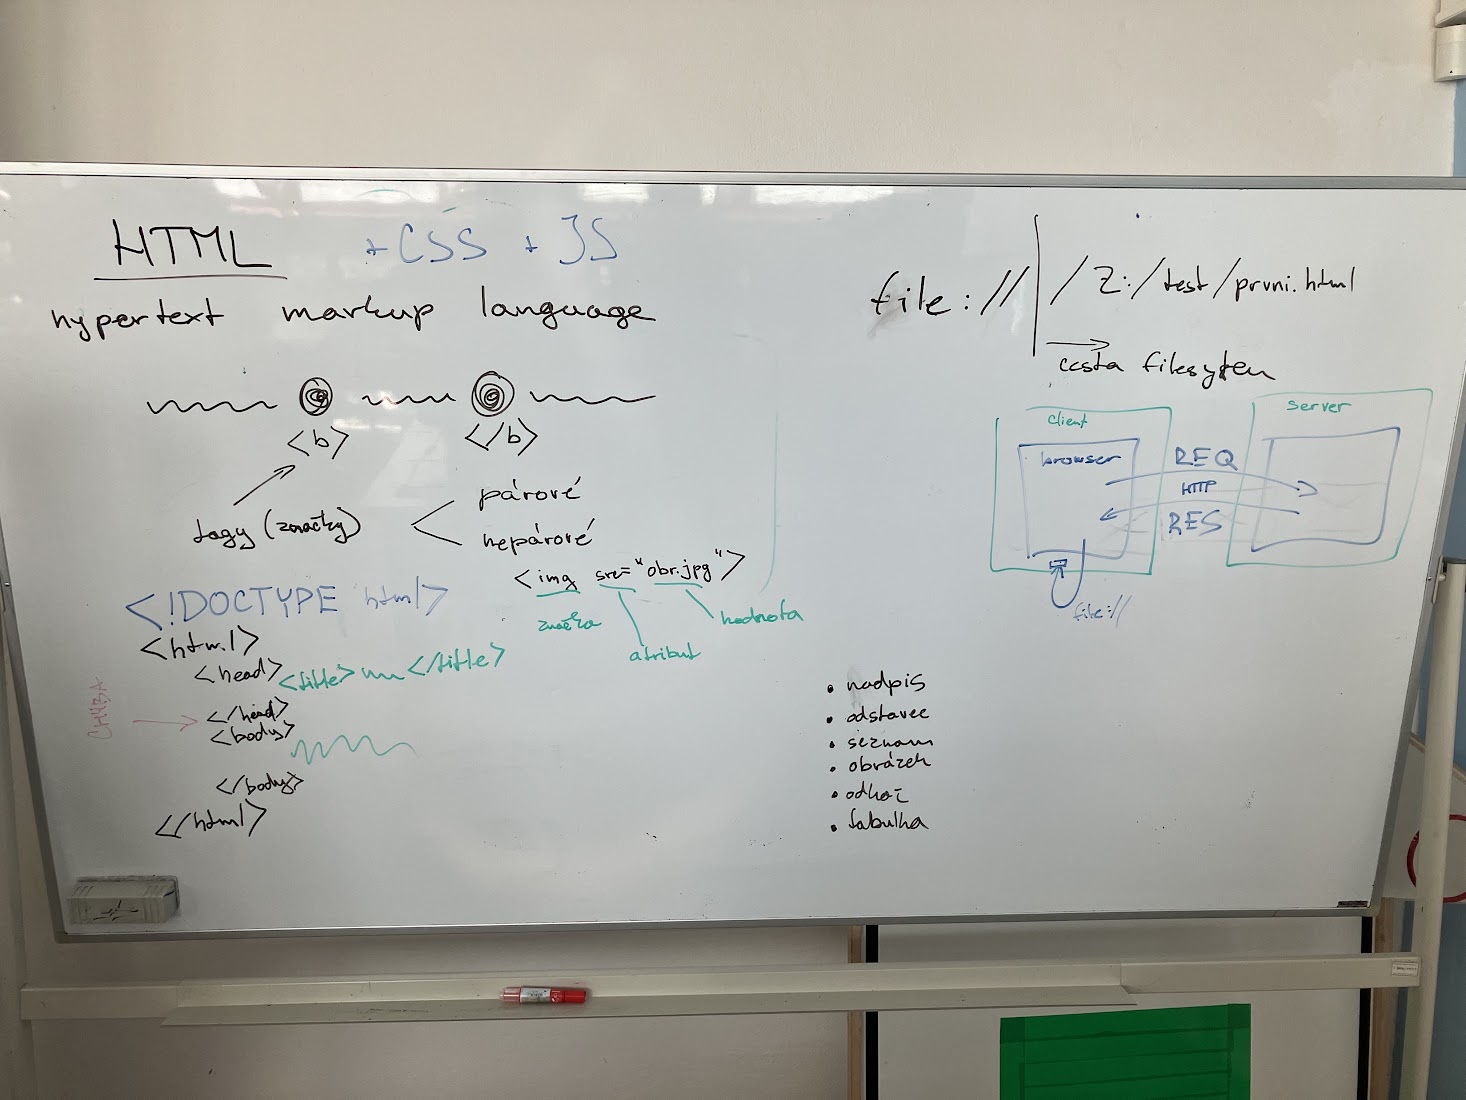 HTML + CSS + JS
hypertext markup language
<b> </b>
tagy (značky)
párové
nepárové
<img src="obr.jpg">
značka
atribut
hodnota
<!DOCTYPE html>
<html>
<head> <title> </title>
CHYBA
</head>
<body>
</body>
</html>
file:// /Z:/test/prvni.html
cesta filesytem
client
server
browser
REQ
HTTP
RES
file://
• nadpis
• odstavec
• seznam
• obrázek
• odkaz
• tabulka